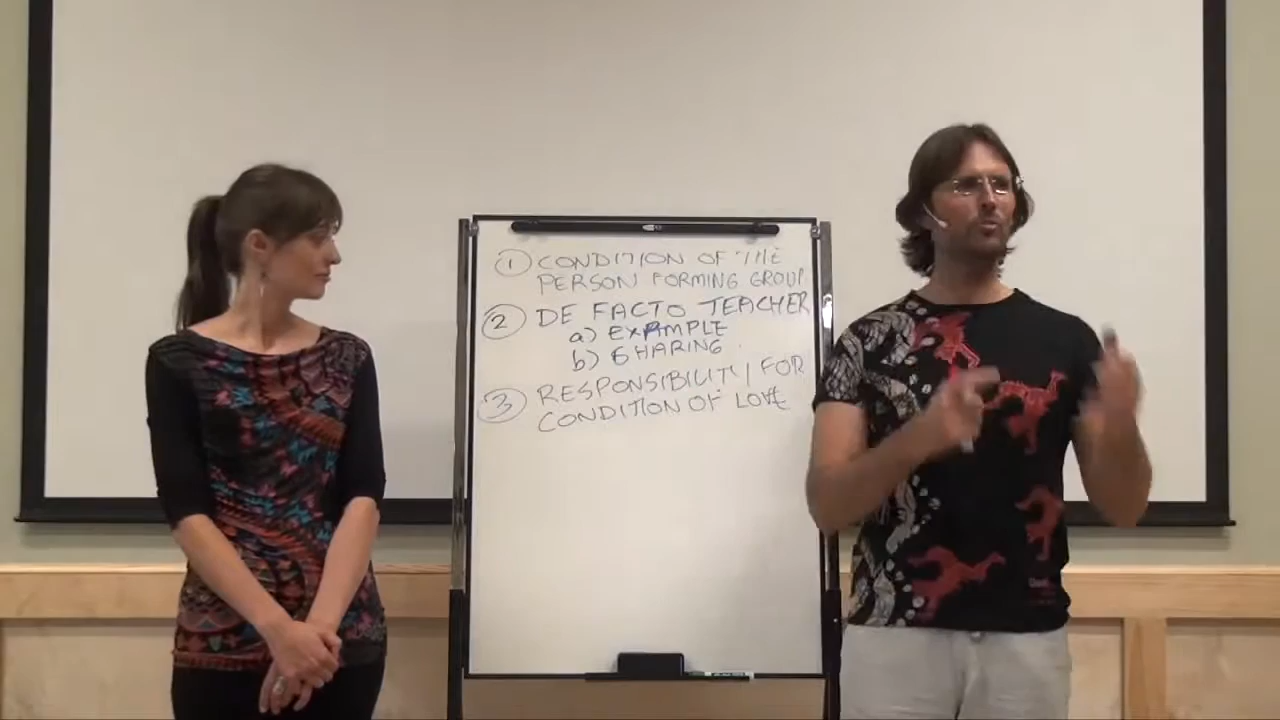 ① CONDITION OF THE
PERSON FORMING GROUP
② DE FACTO TEACHER
a) EXAMPLE
b) SHARING
③ RESPONSIBILITY FOR
CONDITION OF LOVE